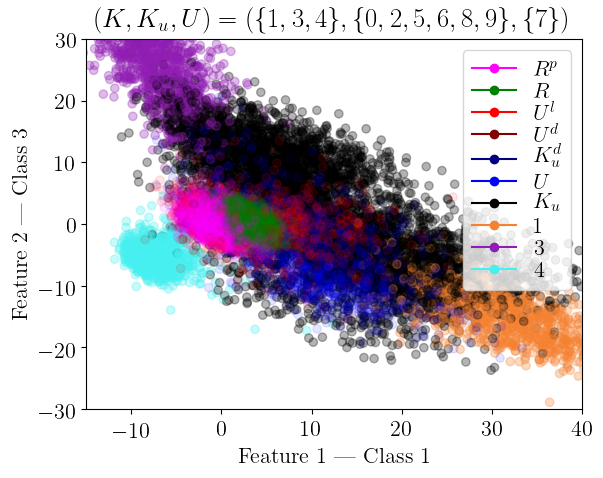 (K, K_u, U) = ({1, 3, 4}, {0, 2, 5, 6, 8, 9}, {7})
30
20
10
0
−10
−20
−30
Feature 2 — Class 3
R^p
R
U^l
U^d
K_u^d
U
K_u
1
3
4
−10
0
10
20
30
40
Feature 1 — Class 1